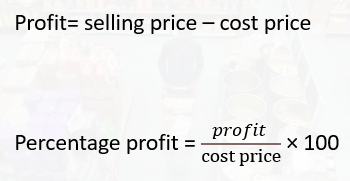 Profit= selling price – cost price
Percentage profit = profit/cost price × 100